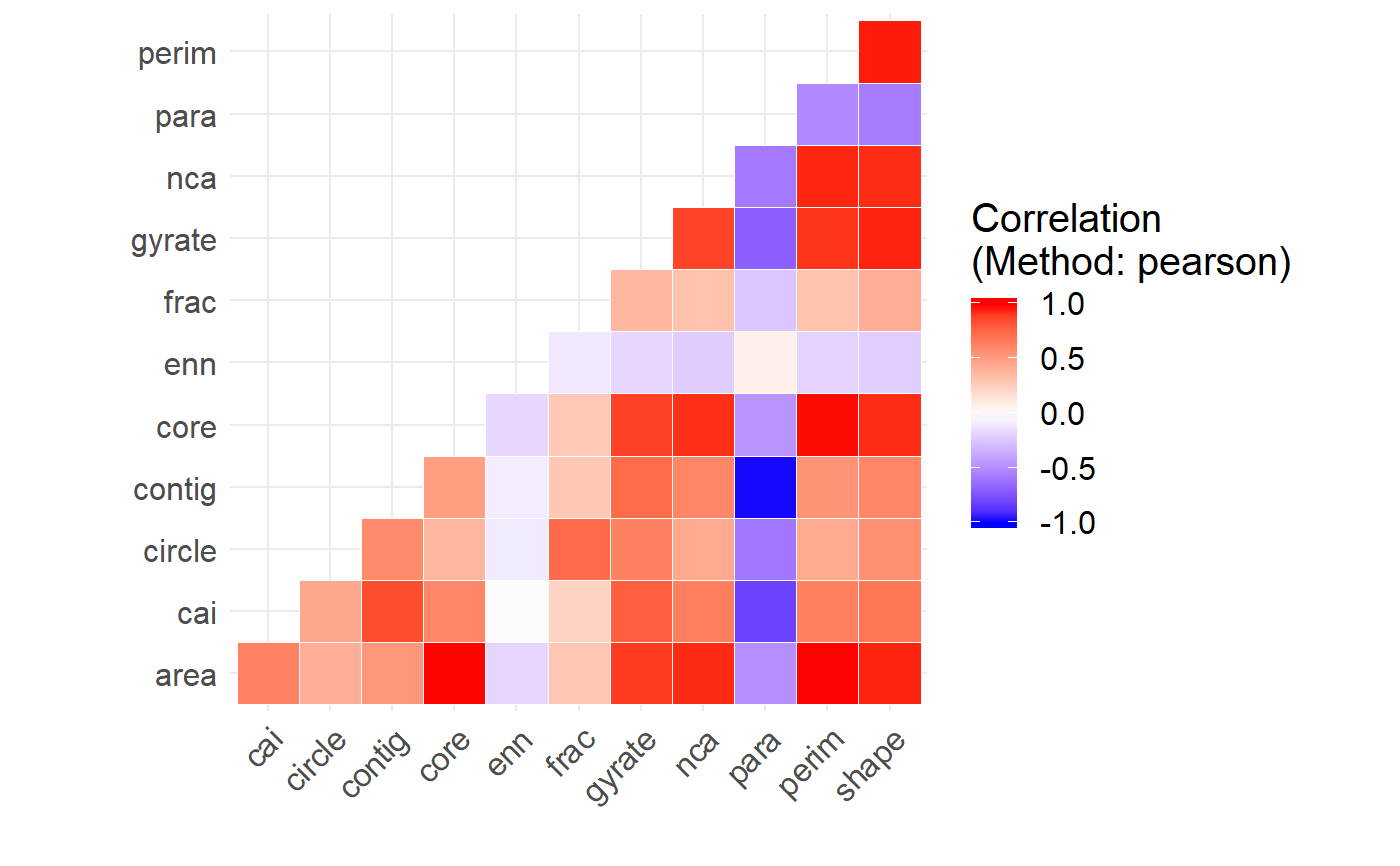 perim
para
nca
gyrate
frac
enn
core
contig
circle
cai
area
cai
circle
contig
core
enn
frac
gyrate
nca
para
perim
shape
Correlation
(Method: pearson)
1.0
0.5
0.0
-0.5
-1.0